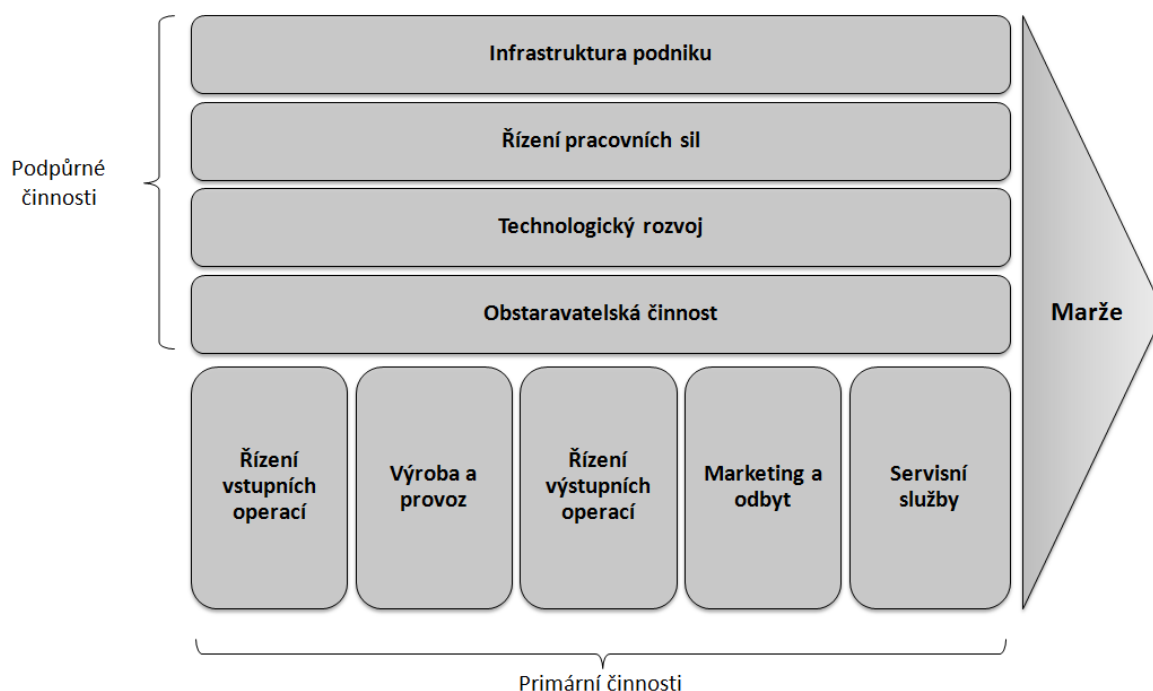 Infrastruktura podniku
Řízení pracovních sil
Podpůrné
činnosti
Technologický rozvoj
Obstaravatelská činnost
Marže
Řízení
vstupních
operací
Výroba a
provoz
Řízení
výstupních
operací
Marketing a
odbyt
Servisní
služby
Primární činnosti